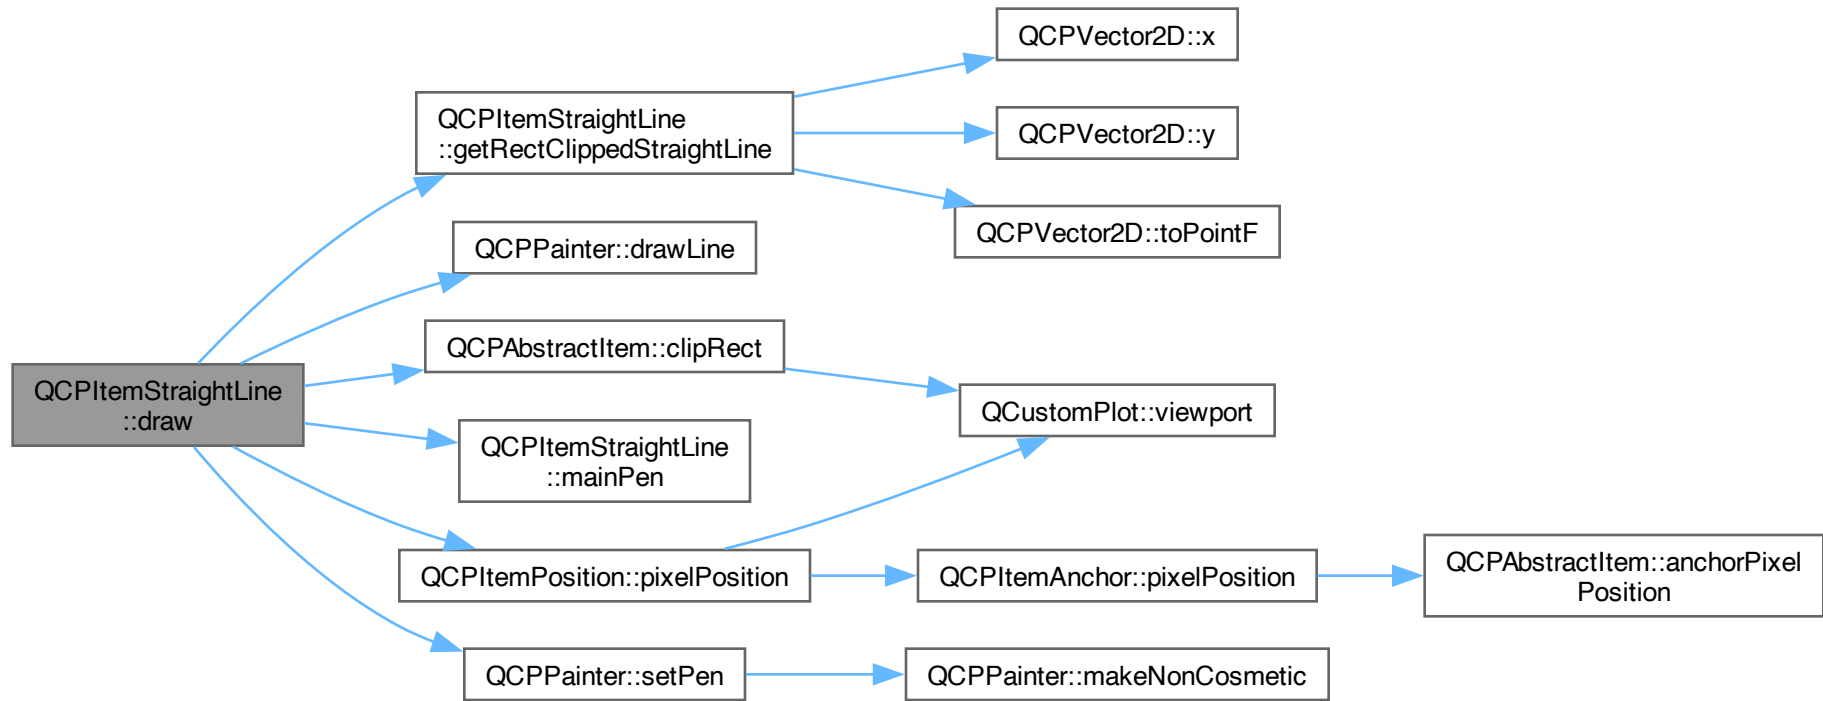 QCPItemStraightLine
::draw
QCPItemStraightLine
::getRectClippedStraightLine
QCPVector2D::x
QCPVector2D::y
QCPVector2D::toPointF
QCPPainter::drawLine
QCPAbstractItem::clipRect
QCustomPlot::viewport
QCPItemStraightLine
::mainPen
QCPItemPosition::pixelPosition
QCPItemAnchor::pixelPosition
QCPAbstractItem::anchorPixel
Position
QCPPainter::setPen
QCPPainter::makeNonCosmetic